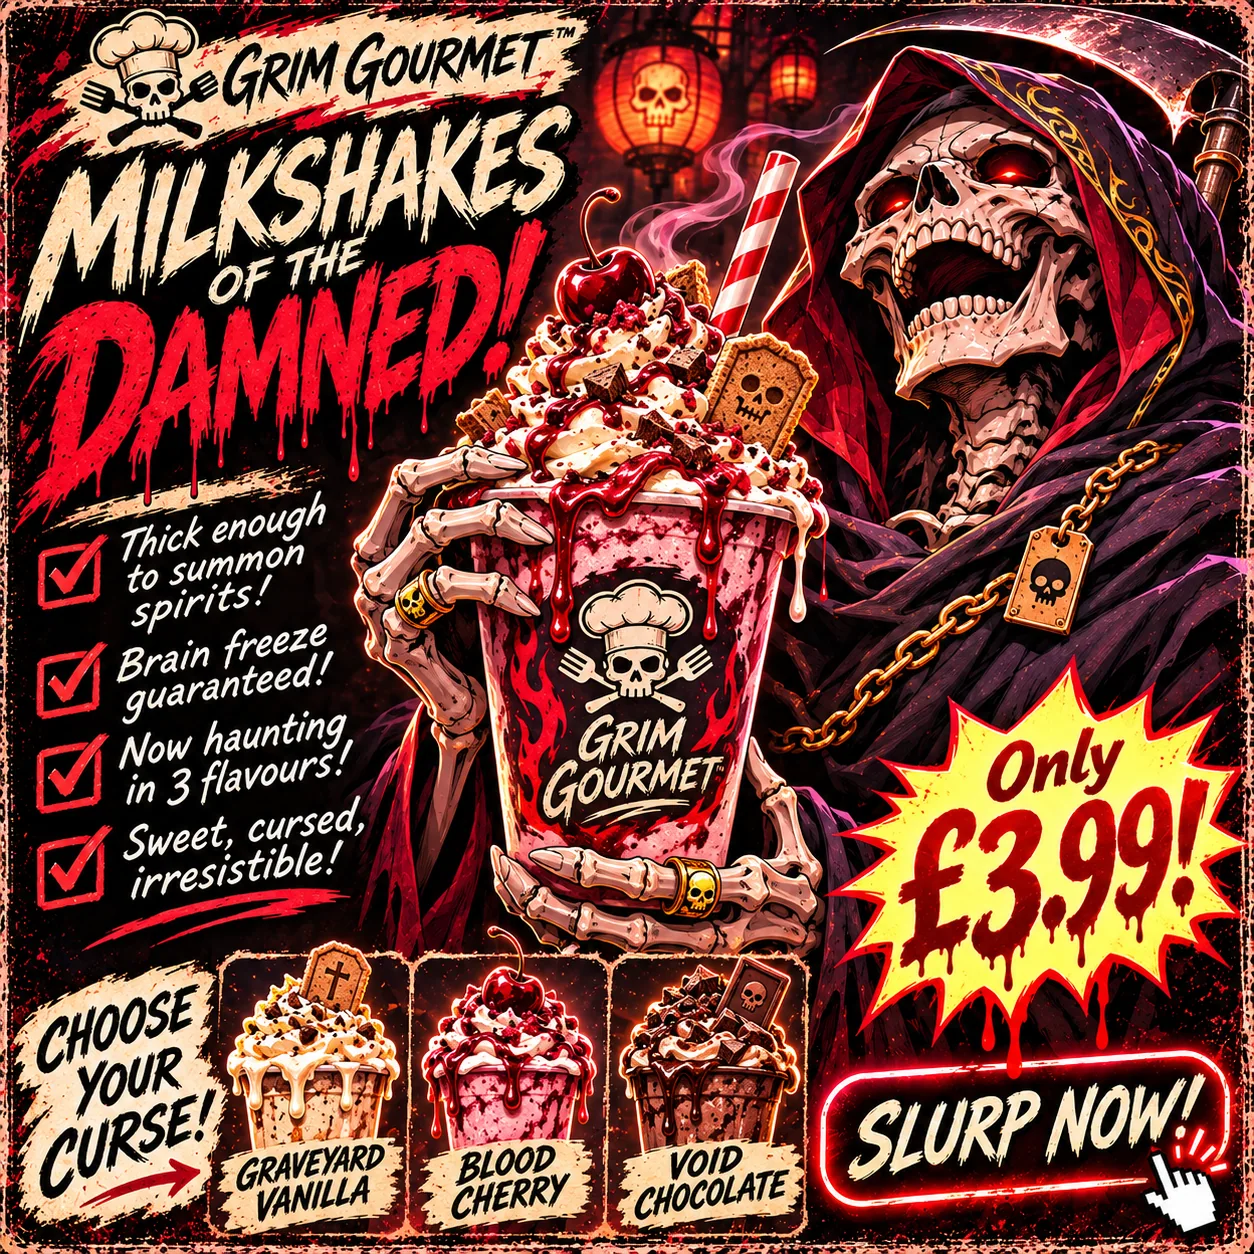 GRIM GOURMET™
MILKSHAKES
OF THE
DAMNED!
Thick enough
to summon
spirits!
Brain freeze
guaranteed!
Now haunting
in 3 flavours!
Sweet, cursed,
irresistible!
GRIM
GOURMET™
Only
£3.99!
CHOOSE
YOUR
CURSE!
GRAVEYARD
VANILLA
BLOOD
CHERRY
VOID
CHOCOLATE
SLURP NOW!